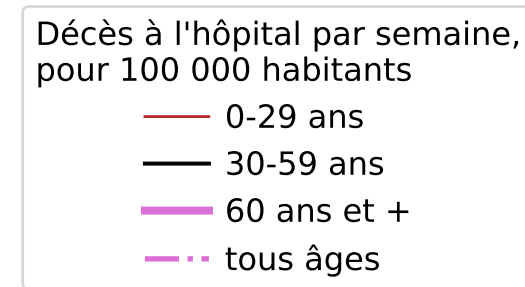 Décès à l'hôpital par semaine,
pour 100 000 habitants
0-29 ans
30-59 ans
60 ans et +
tous âges